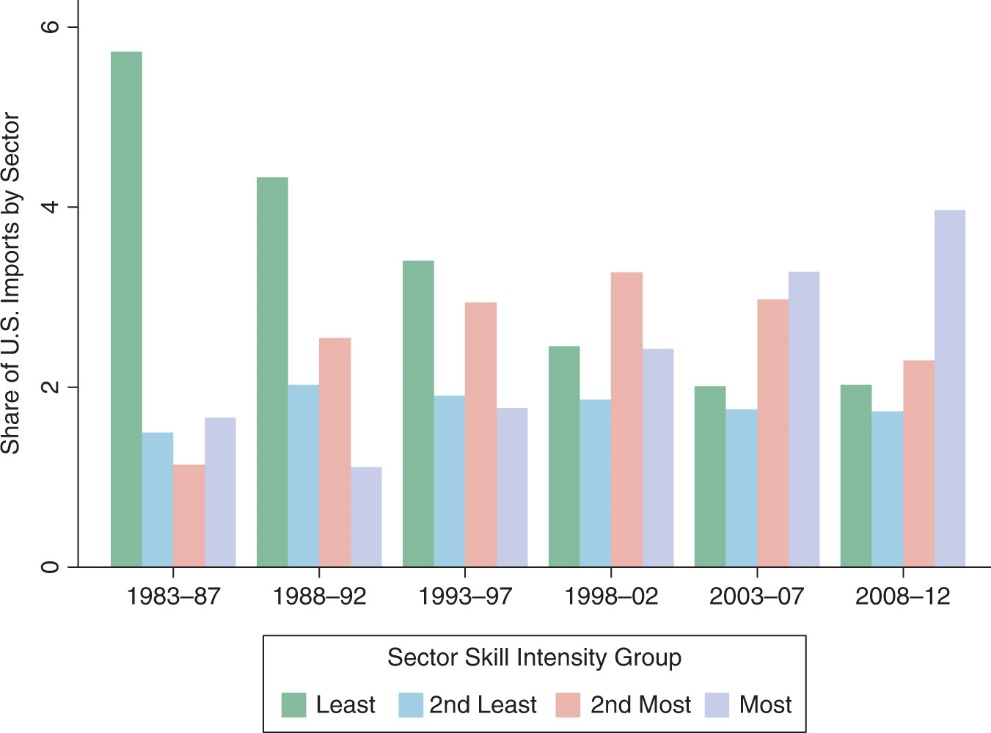 Share of U.S. Imports by Sector
6
4
2
0
1983–87 1988–92 1993–97 1998–02 2003–07 2008–12
Sector Skill Intensity Group
Least 2nd Least 2nd Most Most